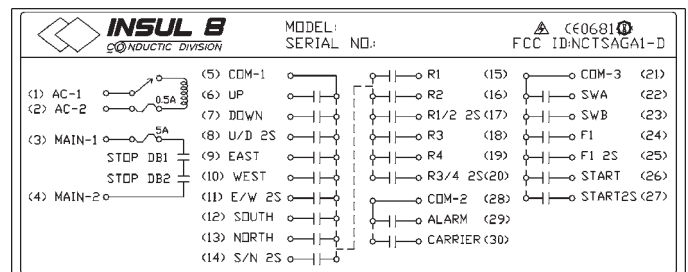 INSUL 8
CONDUCTIC DIVISION
MODEL:
SERIAL NO.:
CE0681
FCC ID:NCTSAGA1-D
(1) AC-1
(2) AC-2
0.5A
(3) MAIN-1
5A
STOP DB1
STOP DB2
(4) MAIN-2
(5) COM-1
(6) UP
(7) DOWN
(8) U/D 2S
(9) EAST
(10) WEST
(11) E/W 2S
(12) SOUTH
(13) NORTH
(14) S/N 2S
R1 (15)
R2 (16)
R1/2 2S(17)
R3 (18)
R4 (19)
R3/4 2S(20)
COM-2 (28)
ALARM (29)
CARRIER(30)
COM-3 (21)
SWA (22)
SWB (23)
F1 (24)
F1 2S (25)
START (26)
START2S(27)